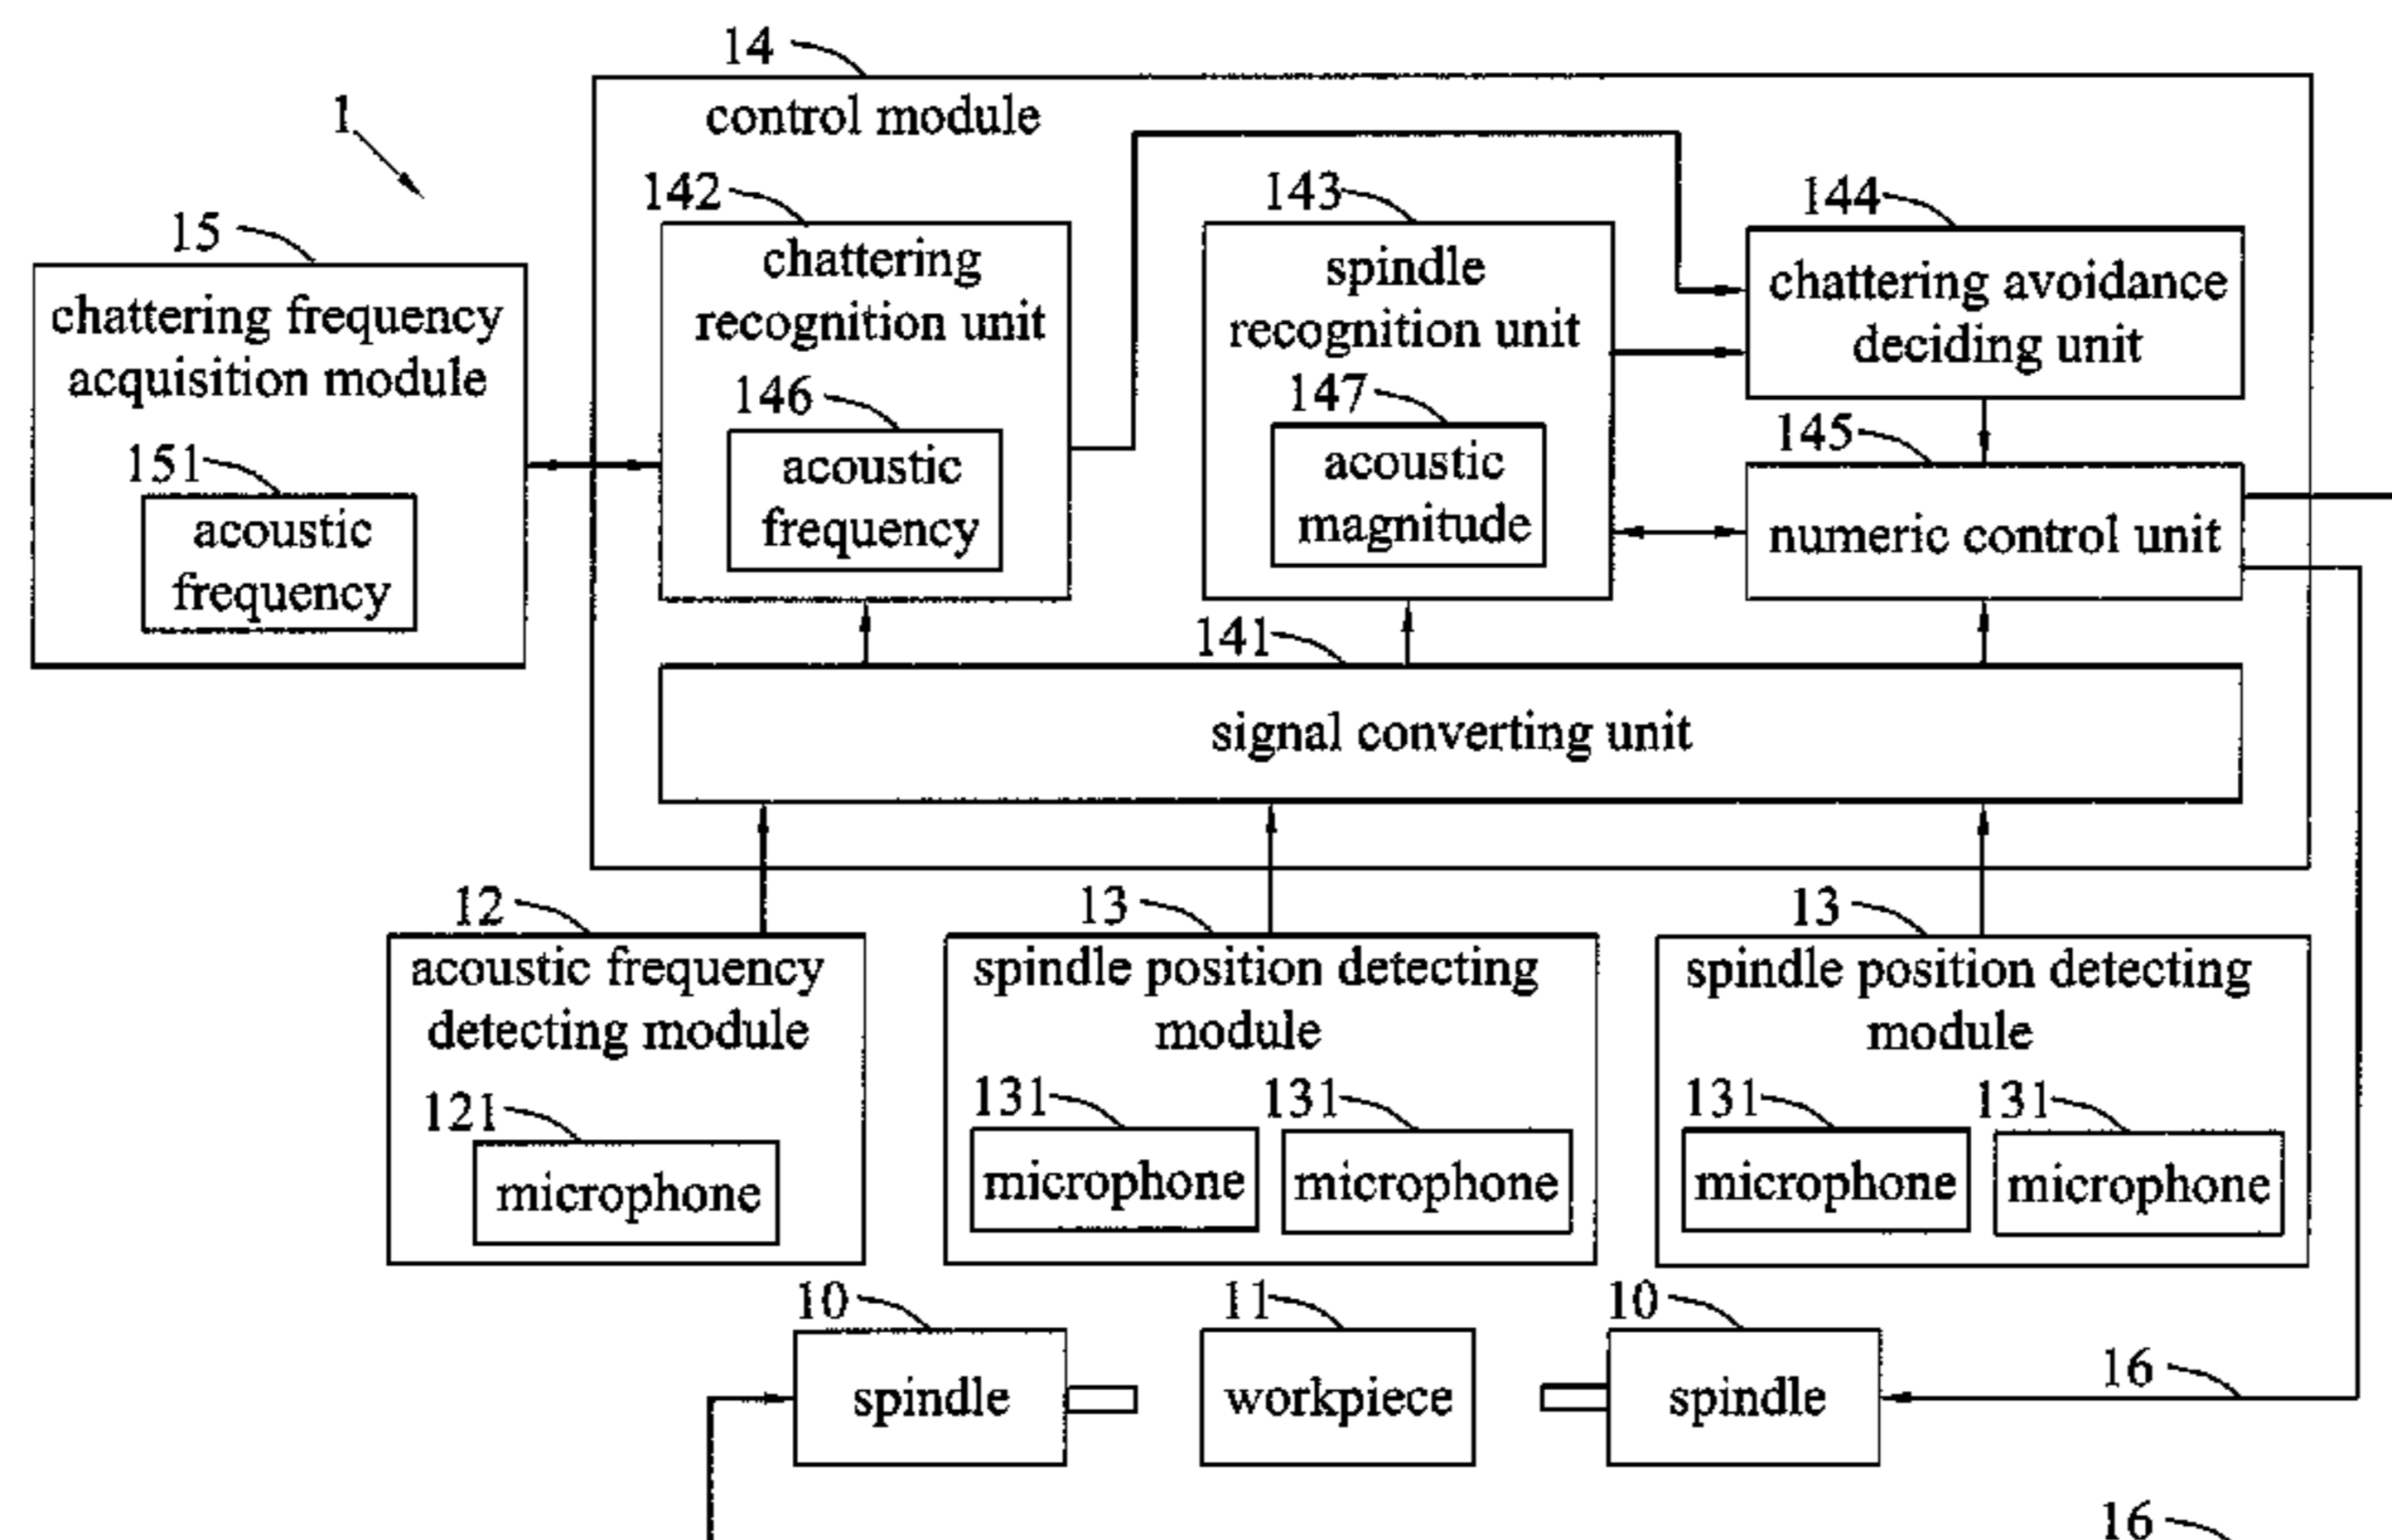 14
control module
1
142
143
144
15
chattering frequency
acquisition module
151
acoustic
frequency
chattering
recognition unit
146
acoustic
frequency
spindle
recognition unit
147
acoustic
magnitude
chattering avoidance
deciding unit
145
numeric control unit
141
signal converting unit
12
acoustic frequency
detecting module
121
microphone
13
spindle position detecting
module
131
131
microphone
microphone
13
spindle position detecting
module
131
131
microphone
microphone
10
spindle
11
workpiece
10
spindle
16
16